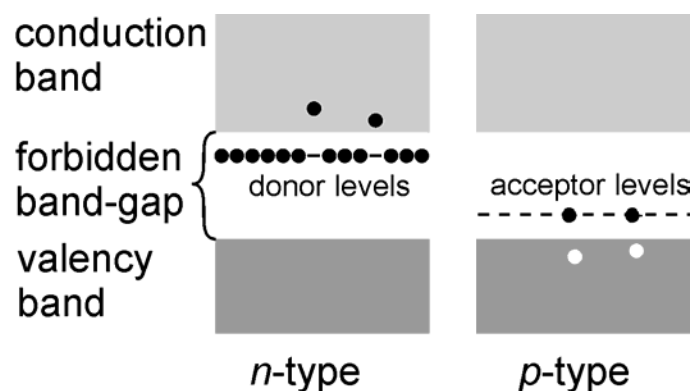 conduction
band
forbidden
band-gap
donor levels
acceptor levels
valency
band
n-type
p-type